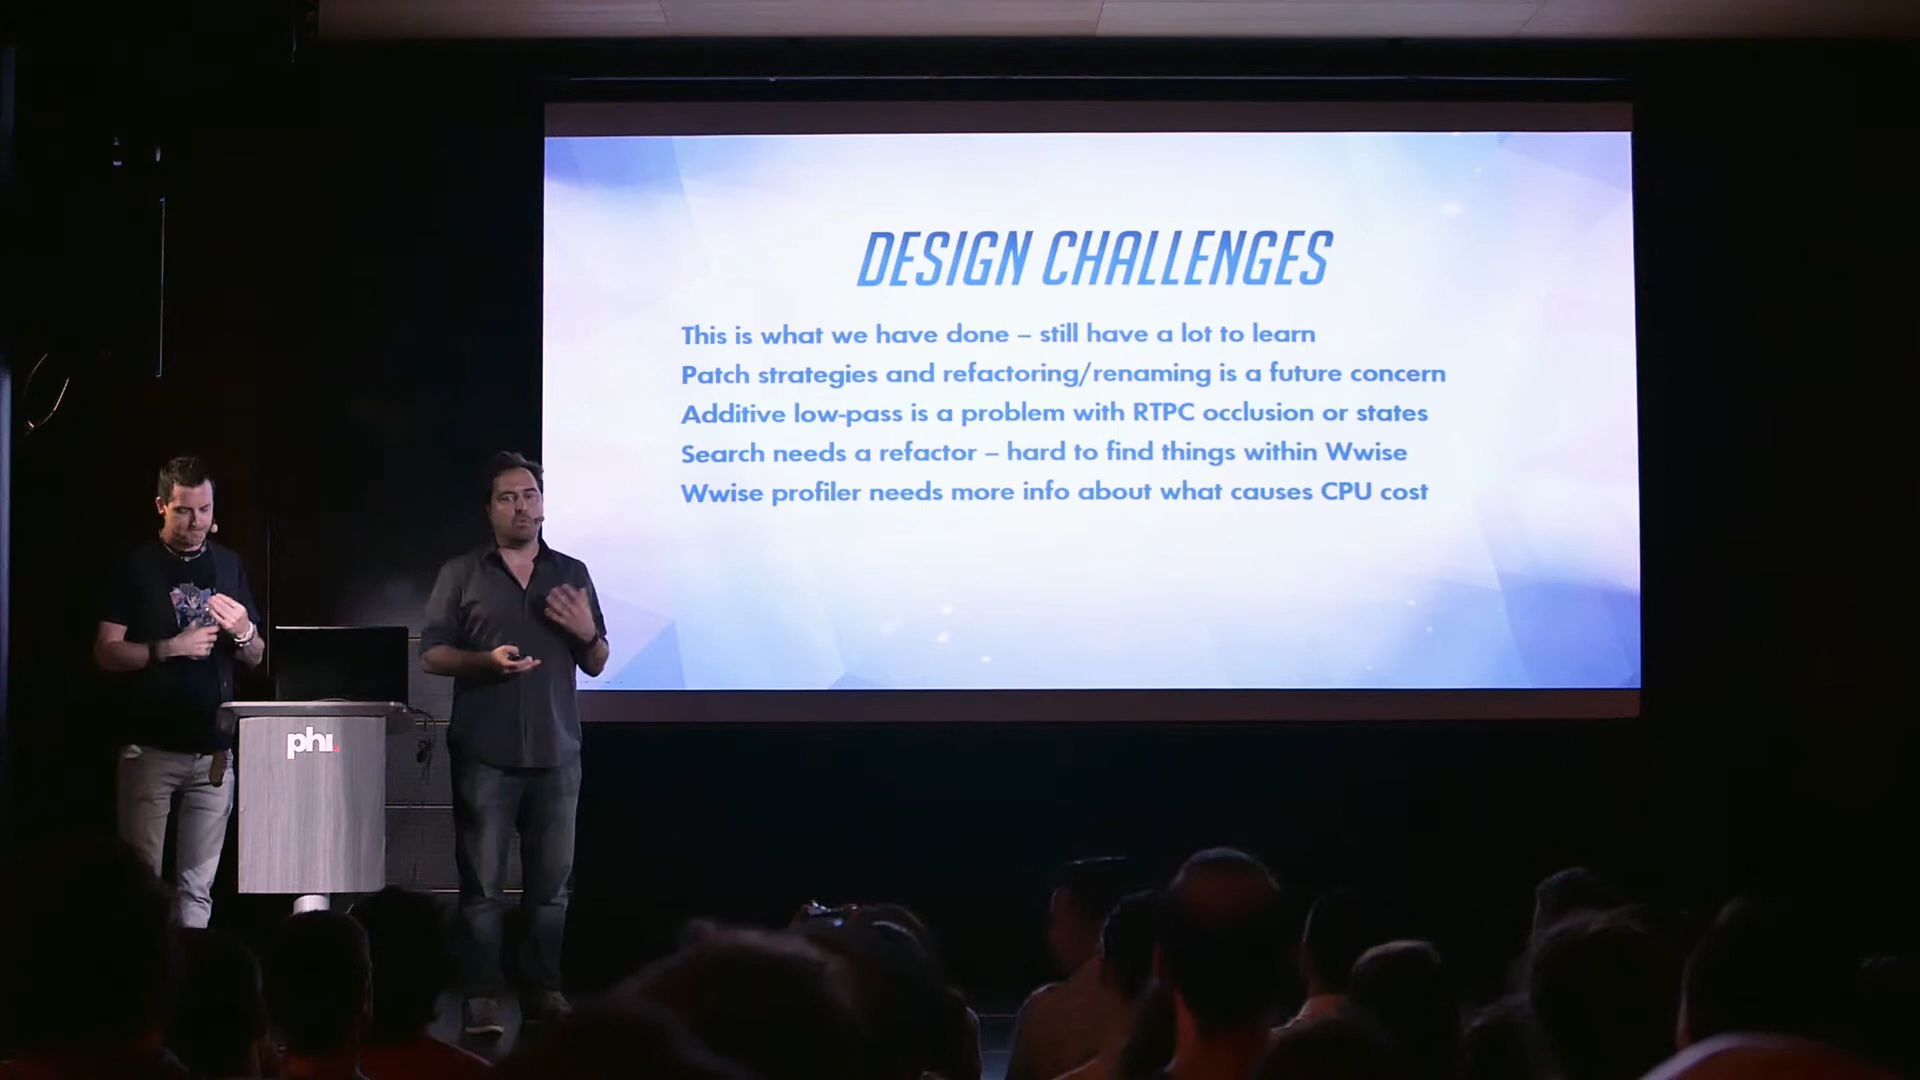 DESIGN CHALLENGES
This is what we have done – still have a lot to learn
Patch strategies and refactoring/renaming is a future concern
Additive low-pass is a problem with RTPC occlusion or states
Search needs a refactor – hard to find things within Wwise
Wwise profiler needs more info about what causes CPU cost
phi.